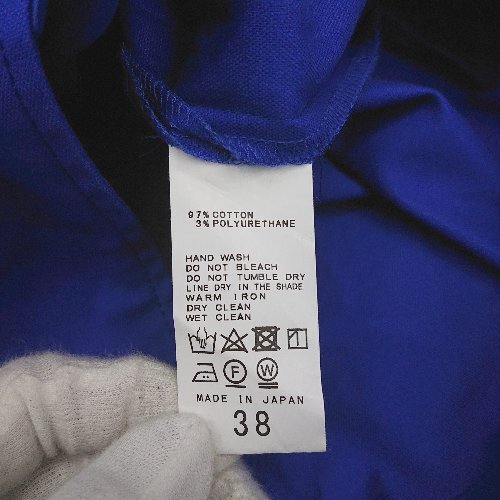 97% COTTON
3% POLYURETHANE
HAND WASH
DO NOT BLEACH
DO NOT TUMBLE DRY
LINE DRY IN THE SHADE
WARM IRON
DRY CLEAN
WET CLEAN
F W
MADE IN JAPAN
38